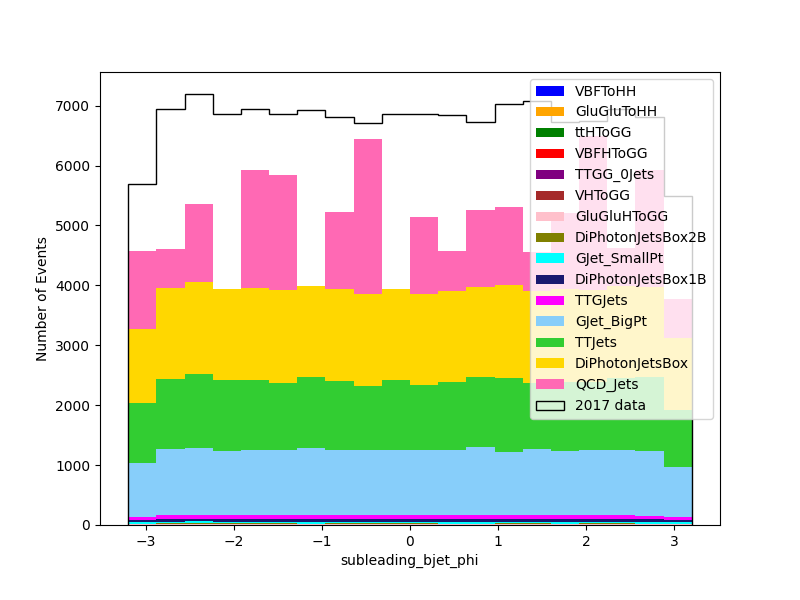 7000
6000
5000
4000
3000
2000
1000
0
Number of Events
−3
−2
−1
0
1
2
3
subleading_bjet_phi
VBFToHH
GluGluToHH
ttHToGG
VBFHToGG
TTGG_0Jets
VHToGG
GluGluHToGG
DiPhotonJetsBox2B
GJet_SmallPt
DiPhotonJetsBox1B
TTGJets
GJet_BigPt
TTJets
DiPhotonJetsBox
QCD_Jets
2017 data